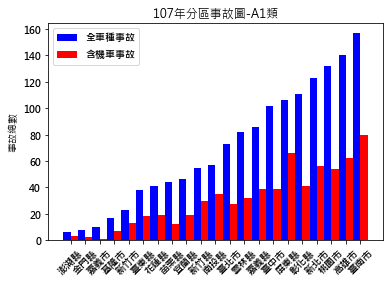 107年分區事故圖-A1類
全車種事故
含機車事故
事故總數
160
140
120
100
80
60
40
20
0
澎湖縣
金門縣
嘉義市
基隆市
新竹市
臺東縣
花蓮縣
苗栗縣
宜蘭縣
新竹縣
南投縣
臺北市
雲林縣
嘉義縣
臺中市
屏東縣
彰化縣
新北市
桃園市
高雄市
臺南市